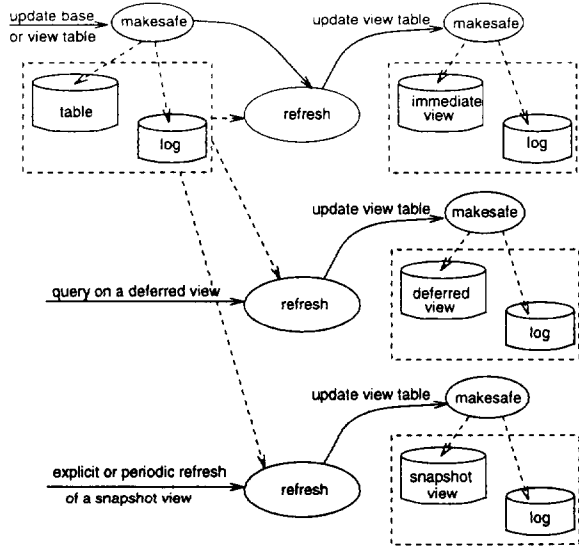 update base
or view table
makesafe
update view table
makesafe
table
log
refresh
immediate
view
log
update view table
makesafe
query on a deferred view
refresh
deferred
view
log
update view table
makesafe
explicit or periodic refresh
of a snapshot view
refresh
snapshot
view
log